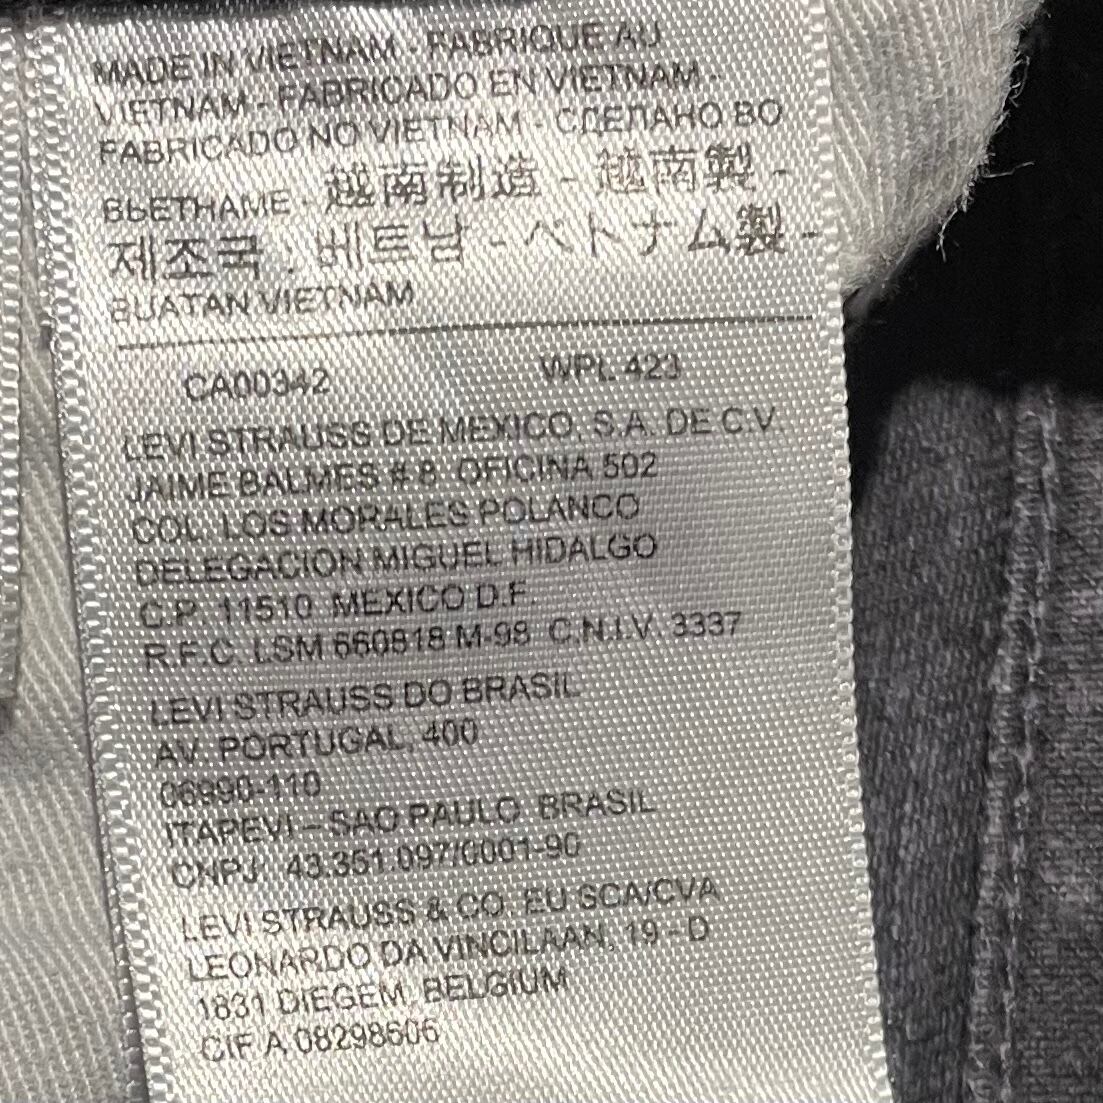 MADE IN VIETNAM - FABRIQUE AU
VIETNAM - FABRICADO EN VIETNAM -
FABRICADO NO VIETNAM - СДЕЛАНО ВО
ВЬЕТНАМЕ - 越南制造 - 越南製 -
제조국 : 베트남 - ベトナム製 -
BUATAN VIETNAM
CA00342 WPL 423
LEVI STRAUSS DE MEXICO, S.A. DE C.V.
JAIME BALMES # 8 OFICINA 502
COL. LOS MORALES POLANCO
DELEGACION MIGUEL HIDALGO
C.P. 11510 MEXICO D.F.
R.F.C. LSM 660818 M-98 C.N.I.V. 3337
LEVI STRAUSS DO BRASIL
AV. PORTUGAL, 400
06990-110
ITAPEVI – SAO PAULO BRASIL
CNPJ: 43.351.097/0001-90
LEVI STRAUSS & CO. EU SCA/CVA
LEONARDO DA VINCILAAN, 19 – D
1831 DIEGEM, BELGIUM
CIF A 08298606